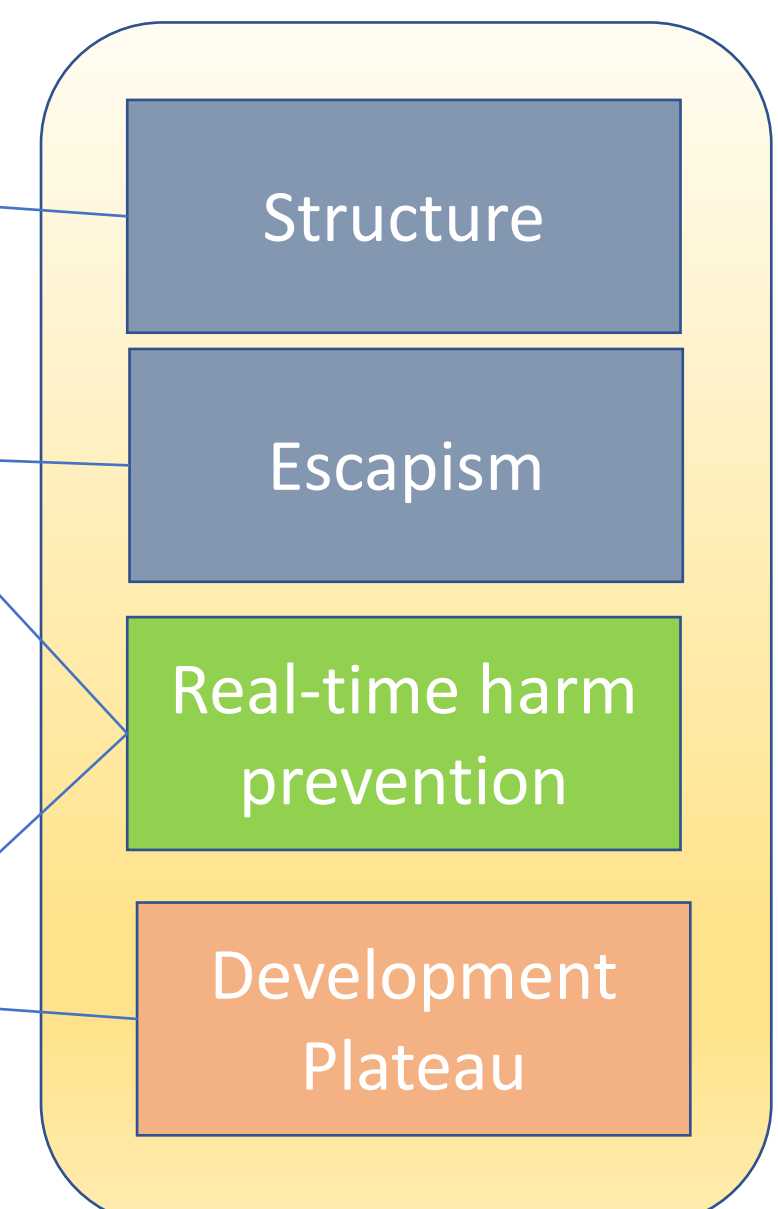 Structure
Escapism
Real-time harm
prevention
Development
Plateau